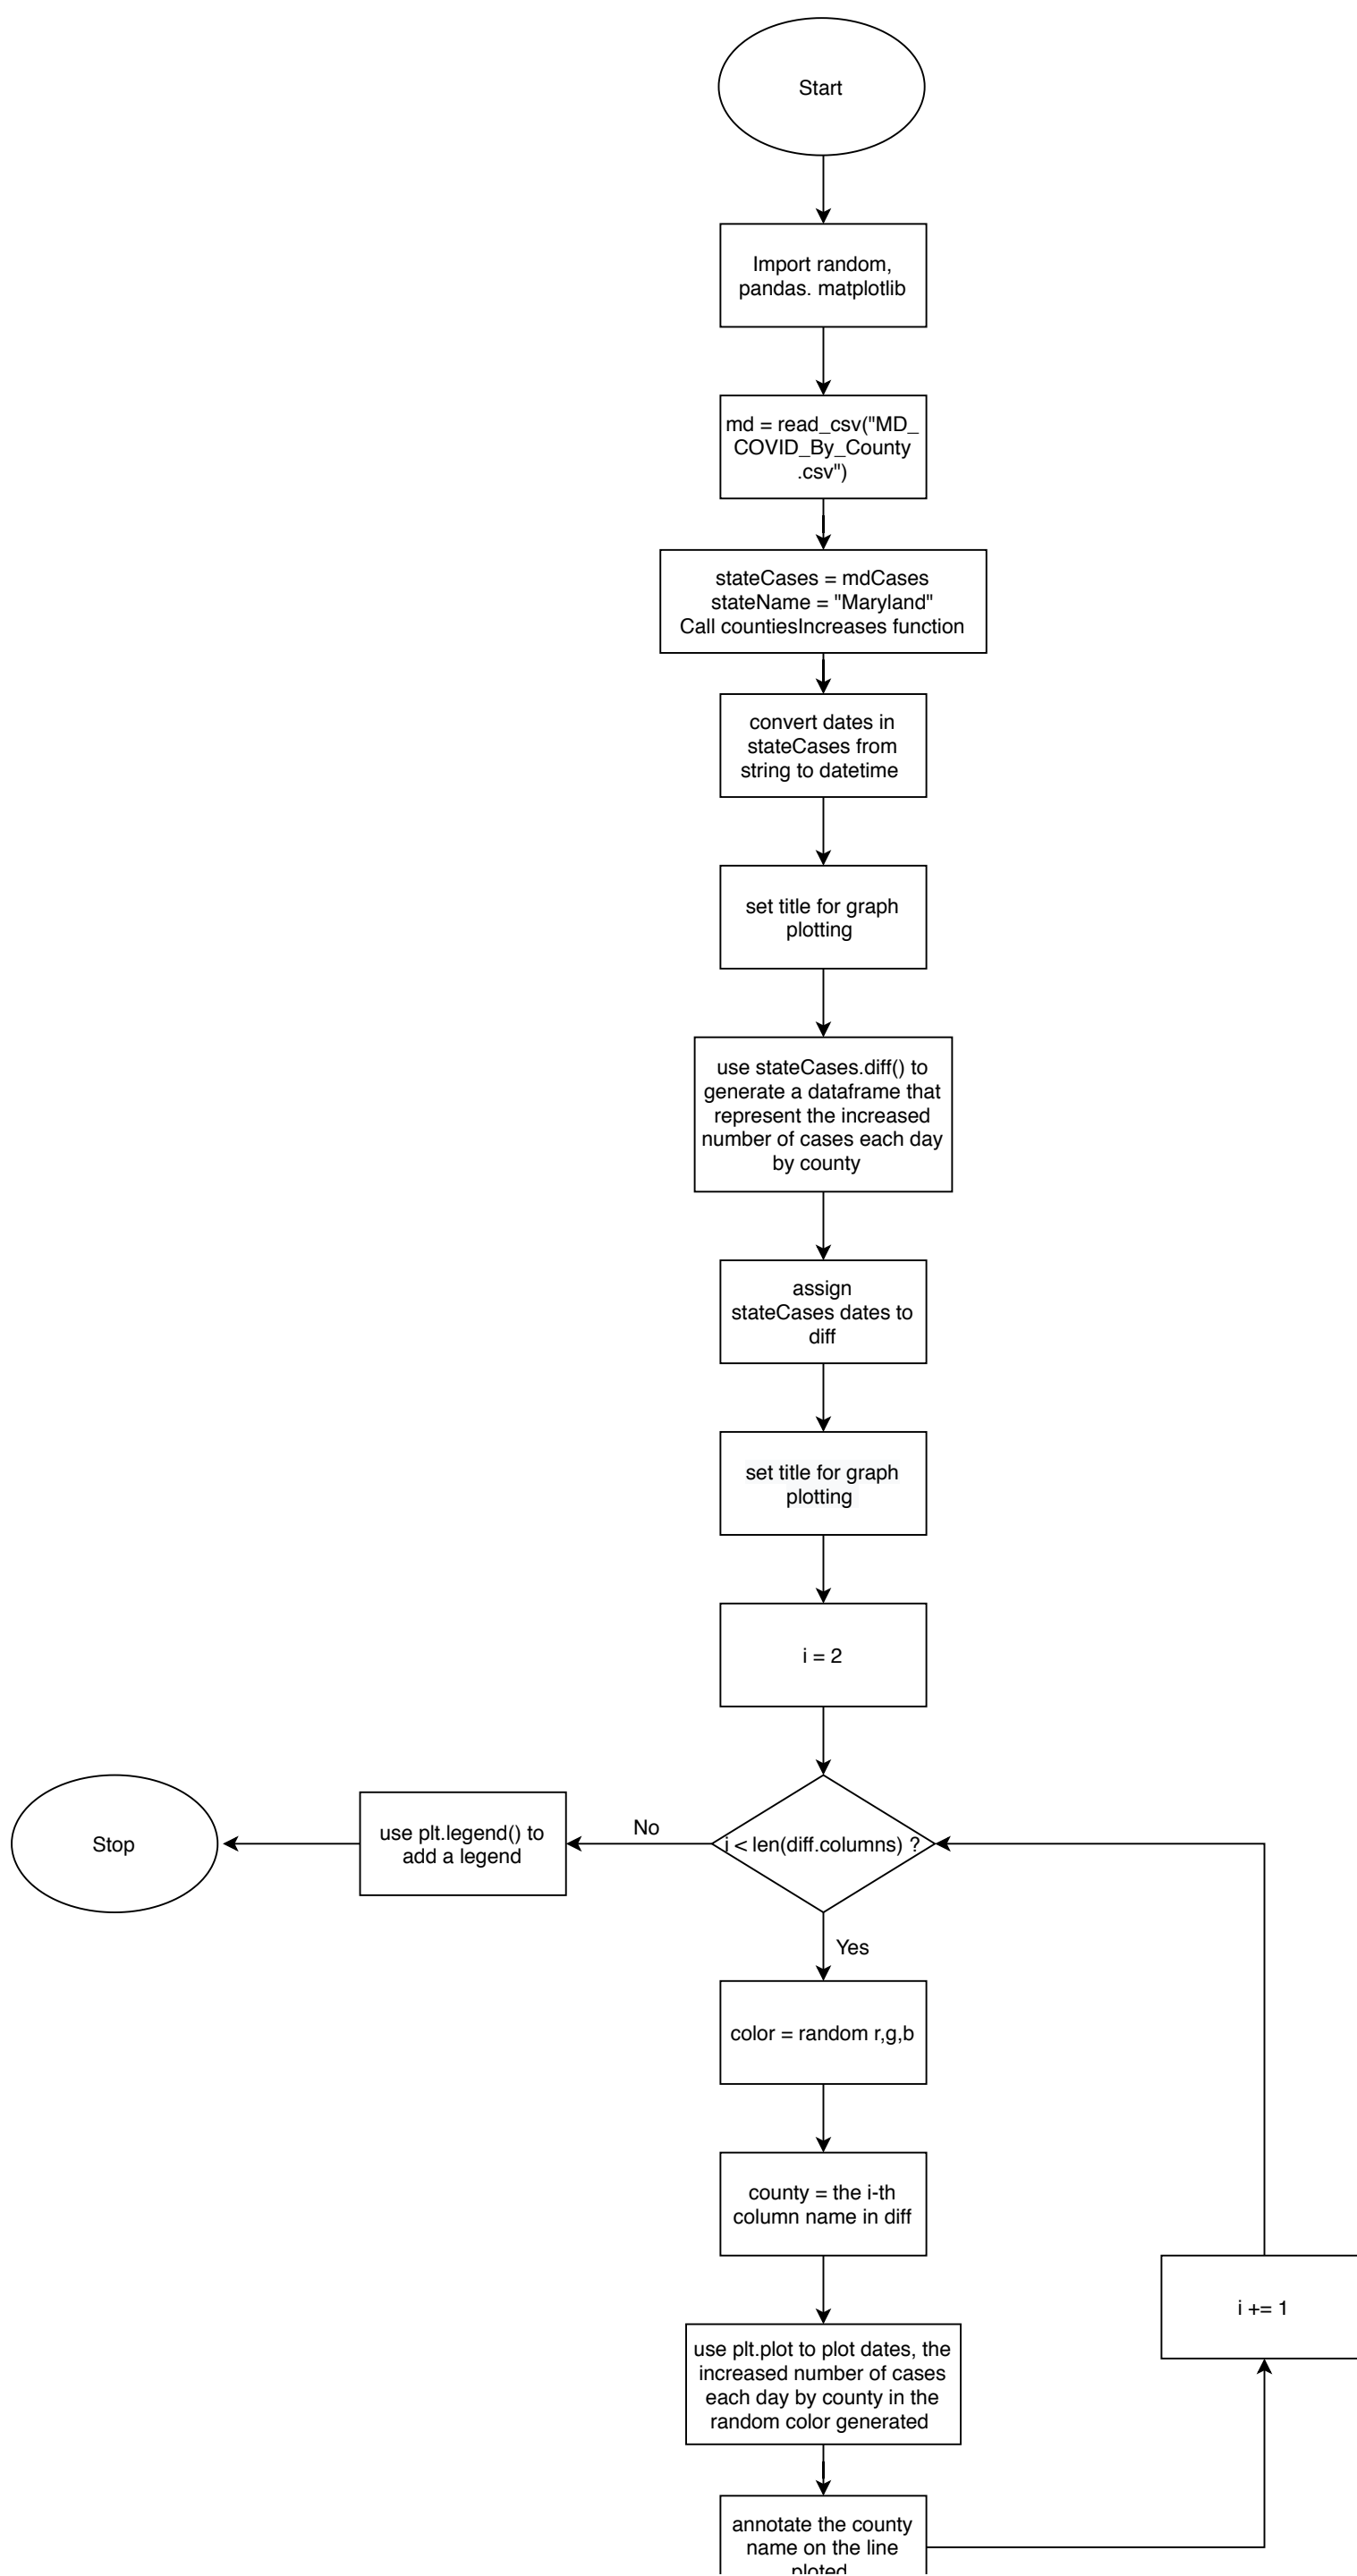 Start
Import random,
pandas. matplotlib
md = read_csv("MD_
COVID_By_County
.csv")
stateCases = mdCases
stateName = "Maryland"
Call countiesIncreases function
convert dates in
stateCases from
string to datetime
set title for graph
plotting
use stateCases.diff() to
generate a dataframe that
represent the increased
number of cases each day
by county
assign
stateCases dates to
diff
set title for graph
plotting
i = 2
i < len(diff.columns) ?
No
use plt.legend() to
add a legend
Stop
Yes
color = random r,g,b
county = the i-th
column name in diff
use plt.plot to plot dates, the
increased number of cases
each day by county in the
random color generated
annotate the county
name on the line
ploted
i += 1